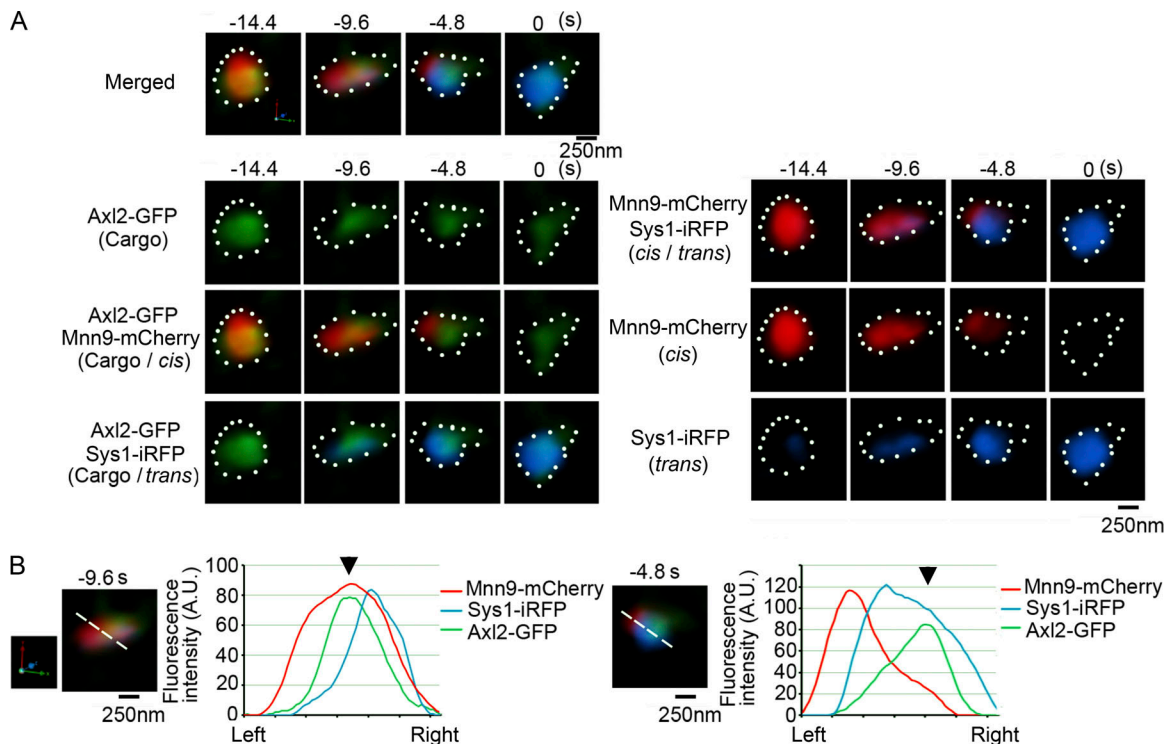 A
-14.4 -9.6 -4.8 0 (s)
Merged
250nm
-14.4 -9.6 -4.8 0 (s)
Axl2-GFP
(Cargo)
Axl2-GFP
Mnn9-mCherry
(Cargo / cis)
Axl2-GFP
Sys1-iRFP
(Cargo / trans)
-14.4 -9.6 -4.8 0 (s)
Mnn9-mCherry
Sys1-iRFP
(cis / trans)
Mnn9-mCherry
(cis)
Sys1-iRFP
(trans)
250nm
B
-9.6 s
250nm
Fluorescence
intensity (A.U.)
100
80
60
40
20
0
Left Right
Mnn9-mCherry
Sys1-iRFP
Axl2-GFP
-4.8 s
250nm
Fluorescence
intensity (A.U.)
120
100
80
60
40
20
0
Left Right
Mnn9-mCherry
Sys1-iRFP
Axl2-GFP